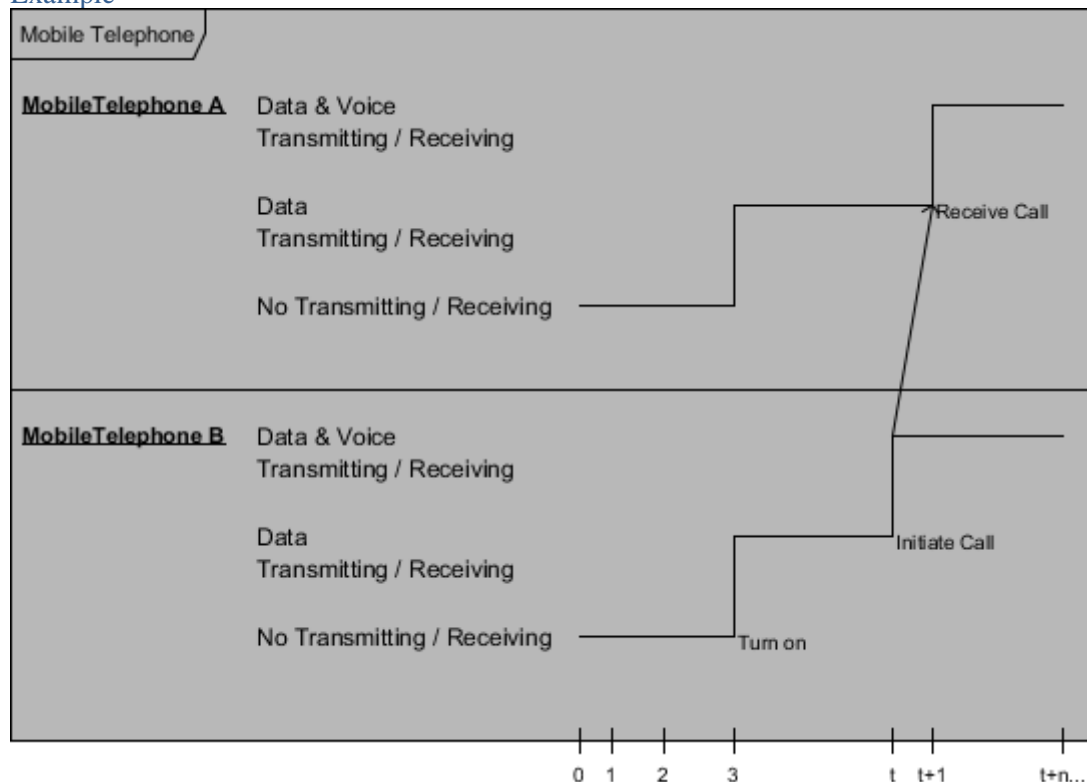 Example
Mobile Telephone
MobileTelephone A
Data & Voice
Transmitting / Receiving
Data
Transmitting / Receiving
Receive Call
No Transmitting / Receiving
MobileTelephone B
Data & Voice
Transmitting / Receiving
Data
Initiate Call
Transmitting / Receiving
No Transmitting / Receiving
Turn on
0 1 2 3 t t+1 t+n...